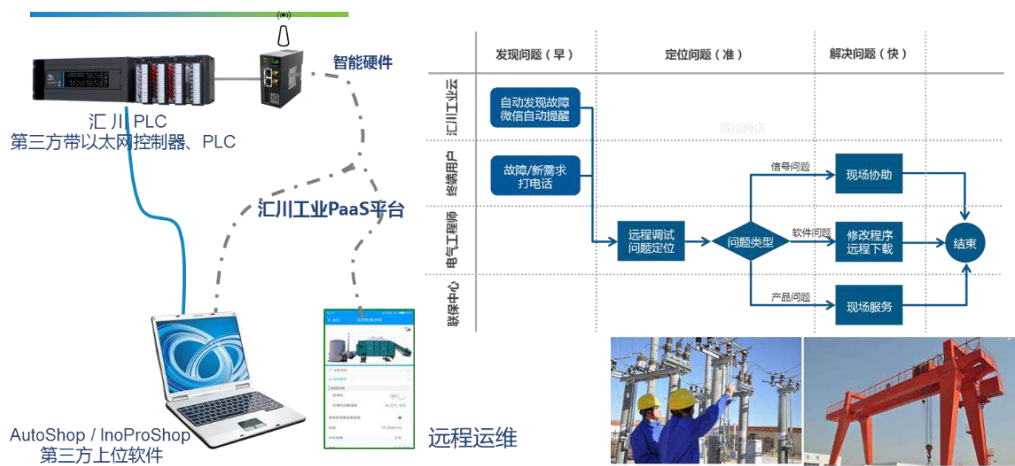 智能硬件
汇川 PLC
第三方带以太网控制器、PLC
汇川工业PaaS平台
AutoShop / InoProShop
第三方上位软件
远程运维
发现问题（早）
定位问题（准）
解决问题（快）
汇川工业云
自动发现故障
微信自动提醒
终端用户
故障/新需求
打电话
信号问题
现场协助
电气工程师
远程调试
问题定位
问题类型
软件问题
修改程序
远程下载
结束
联保中心
产品问题
现场服务